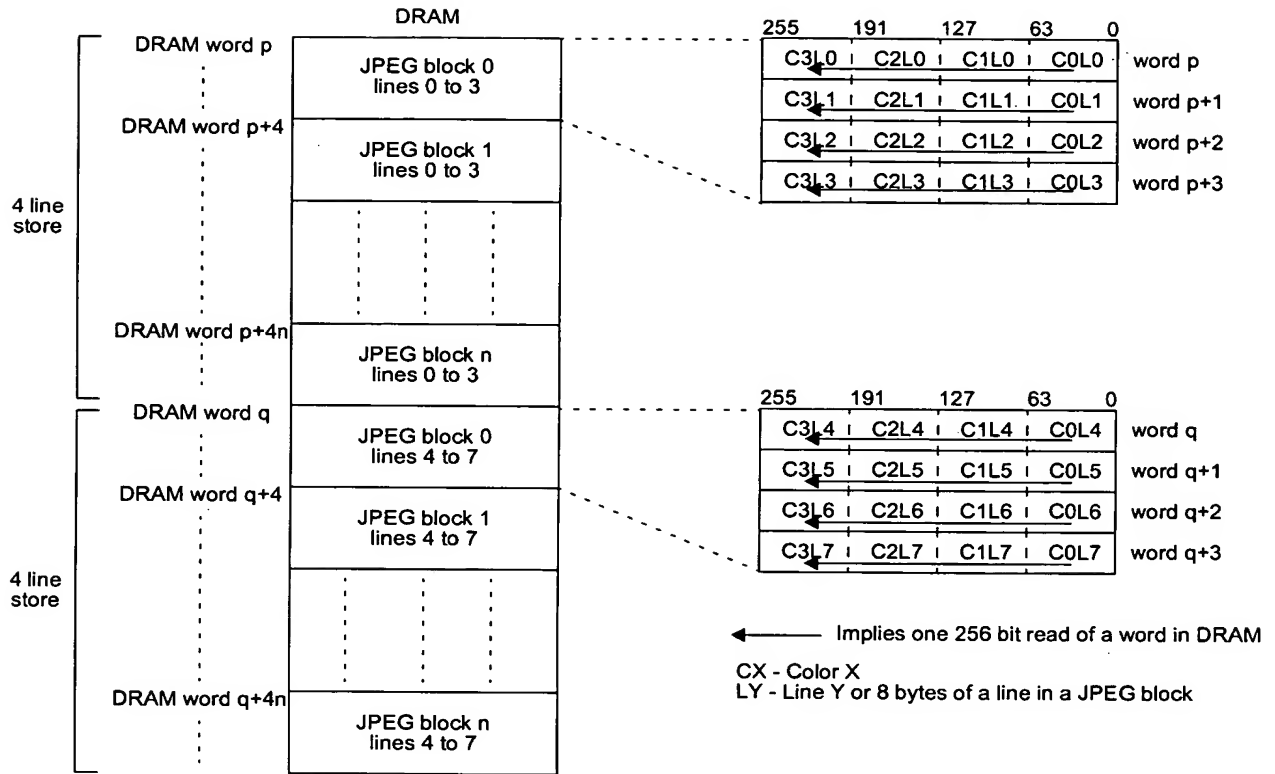 DRAM
DRAM word p
JPEG block 0
lines 0 to 3
DRAM word p+4
JPEG block 1
lines 0 to 3
4 line
store
DRAM word p+4n
JPEG block n
lines 0 to 3
DRAM word q
JPEG block 0
lines 4 to 7
DRAM word q+4
JPEG block 1
4 to 7
4 line
store
DRAM word q+4n
JPEG block n
lines 4 to 7
255 191 127 63 0
C3L0 C2L0 C1L0 C0L0 word p
C3L1 C2L1 C1L1 C0L1 word p+1
C3L2 C2L2 C1L2 C0L2 word p+2
C3L3 C2L3 C1L3 C0L3 word p+3
255 191 127 63 0
C3L4 C2L4 C1L4 C0L4 word q
C3L5 C2L5 C1L5 C0L5 word q+1
C3L6 C2L6 C1L6 C0L6 word q+2
C3L7 C2L7 C1L7 C0L7 word q+3
Implies one 256 bit read of a word in DRAM
CX - Color X
LY - Line Y or 8 bytes of a line in a JPEG block